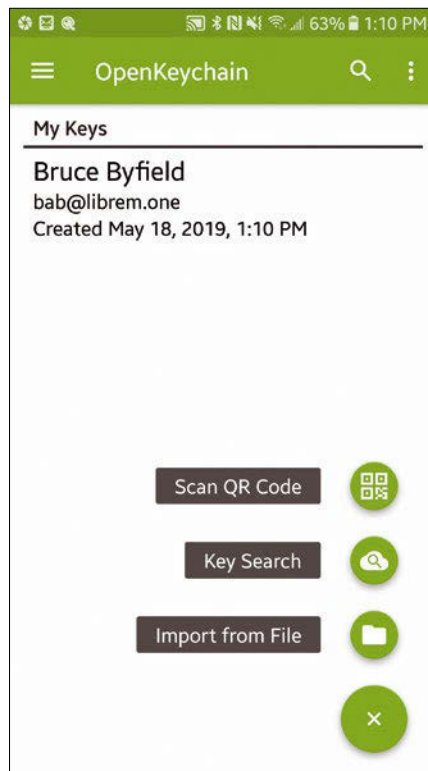 63% 1:10 PM
OpenKeychain
My Keys
Bruce Byfield
bab@librem.one
Created May 18, 2019, 1:10 PM
Scan QR Code
Key Search
Import from File